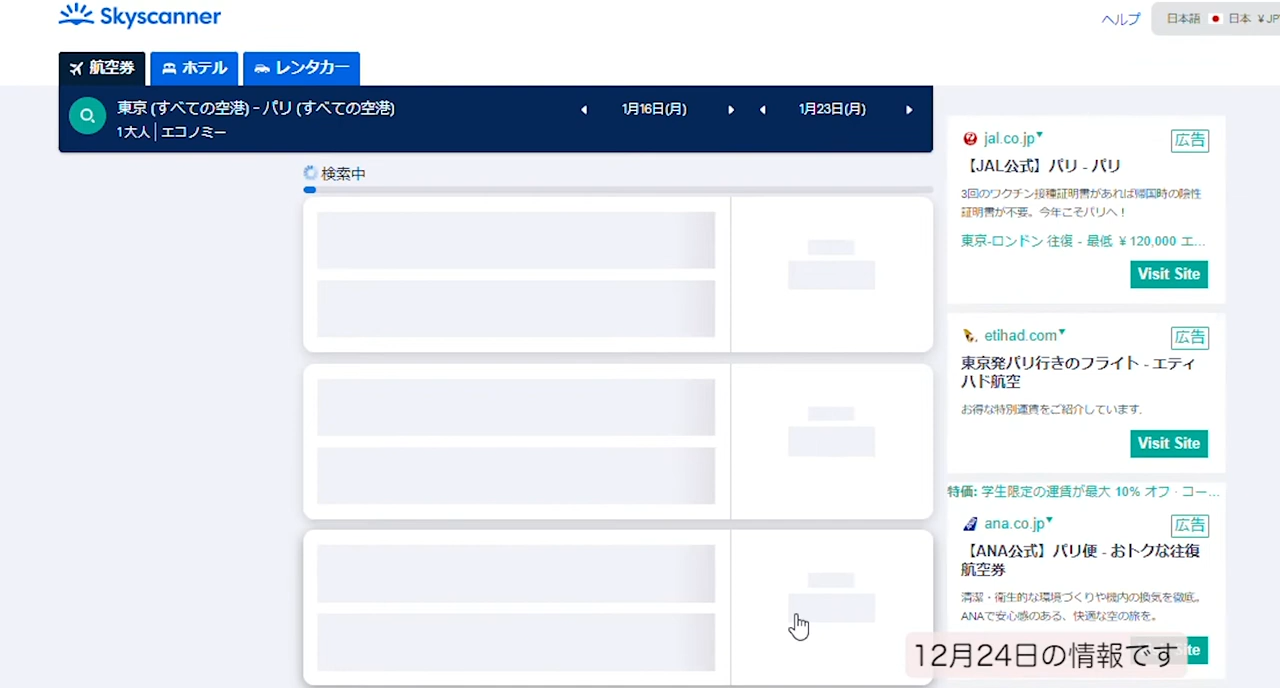 Skyscanner
ヘルプ
日本語 日本 ¥ JP
航空券
ホテル
レンタカー
東京 (すべての空港) - パリ (すべての空港)
1大人 | エコノミー
1月16日(月)
1月23日(月)
検索中
jal.co.jp
広告
【JAL公式】パリ - パリ
3回のワクチン接種証明書があれば帰国時の陰性
証明書が不要。今年こそパリへ！
東京-ロンドン 往復 - 最低 ¥ 120,000 エ...
Visit Site
etihad.com
広告
東京発パリ行きのフライト - エティ
ハド航空
お得な特別運賃をご紹介しています.
Visit Site
特価: 学生限定の運賃が最大 10% オフ · コー...
ana.co.jp
広告
【ANA公式】パリ便 - おトクな往復
航空券
清潔・衛生的な環境づくりや機内の換気を徹底。
ANAで安心感のある、快適な空の旅を。
12月24日の情報です